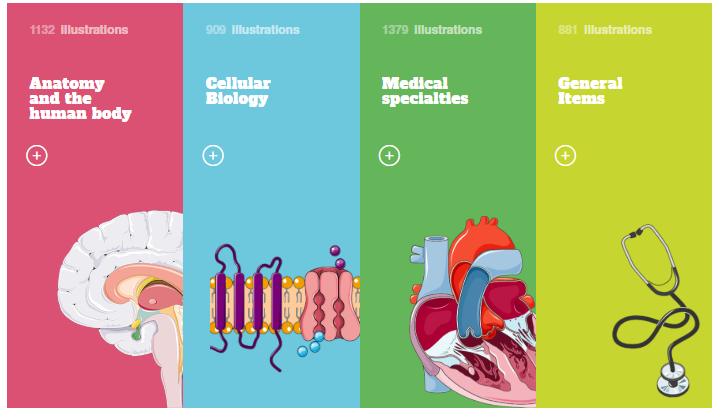 1132 Illustrations
Anatomy
and the
human body
909 Illustrations
Cellular
Biology
1379 Illustrations
Medical
specialties
881 Illustrations
General
Items